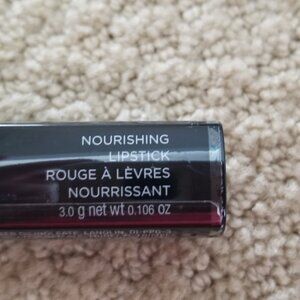 NOURISHING
LIPSTICK
ROUGE À LÈVRES
NOURRISSANT
3.0 g net wt 0.106 OZ